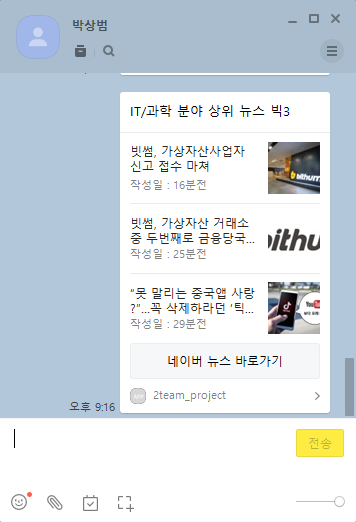 박상범
IT/과학 분야 상위 뉴스 빅3
빗썸, 가상자산사업자
신고 접수 마쳐
작성일 : 16분전
bithum
빗썸, 가상자산 거래소
중 두번째로 금융당국...
작성일 : 25분전
bithu
“못 말리는 중국앱 사랑
?”...꼭 삭제하라던 '틱...
작성일 : 29분전
You
네이버 뉴스 바로가기
2team_project
오후 9:16
전송